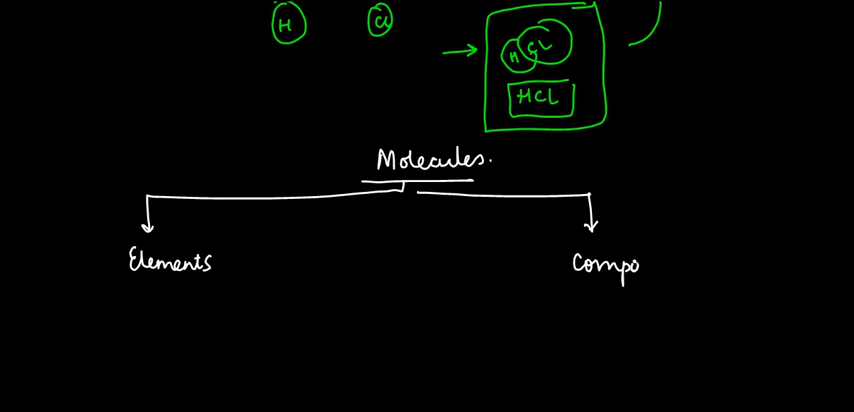 H Cl
H CL
HCL
Molecules.
Elements Compo